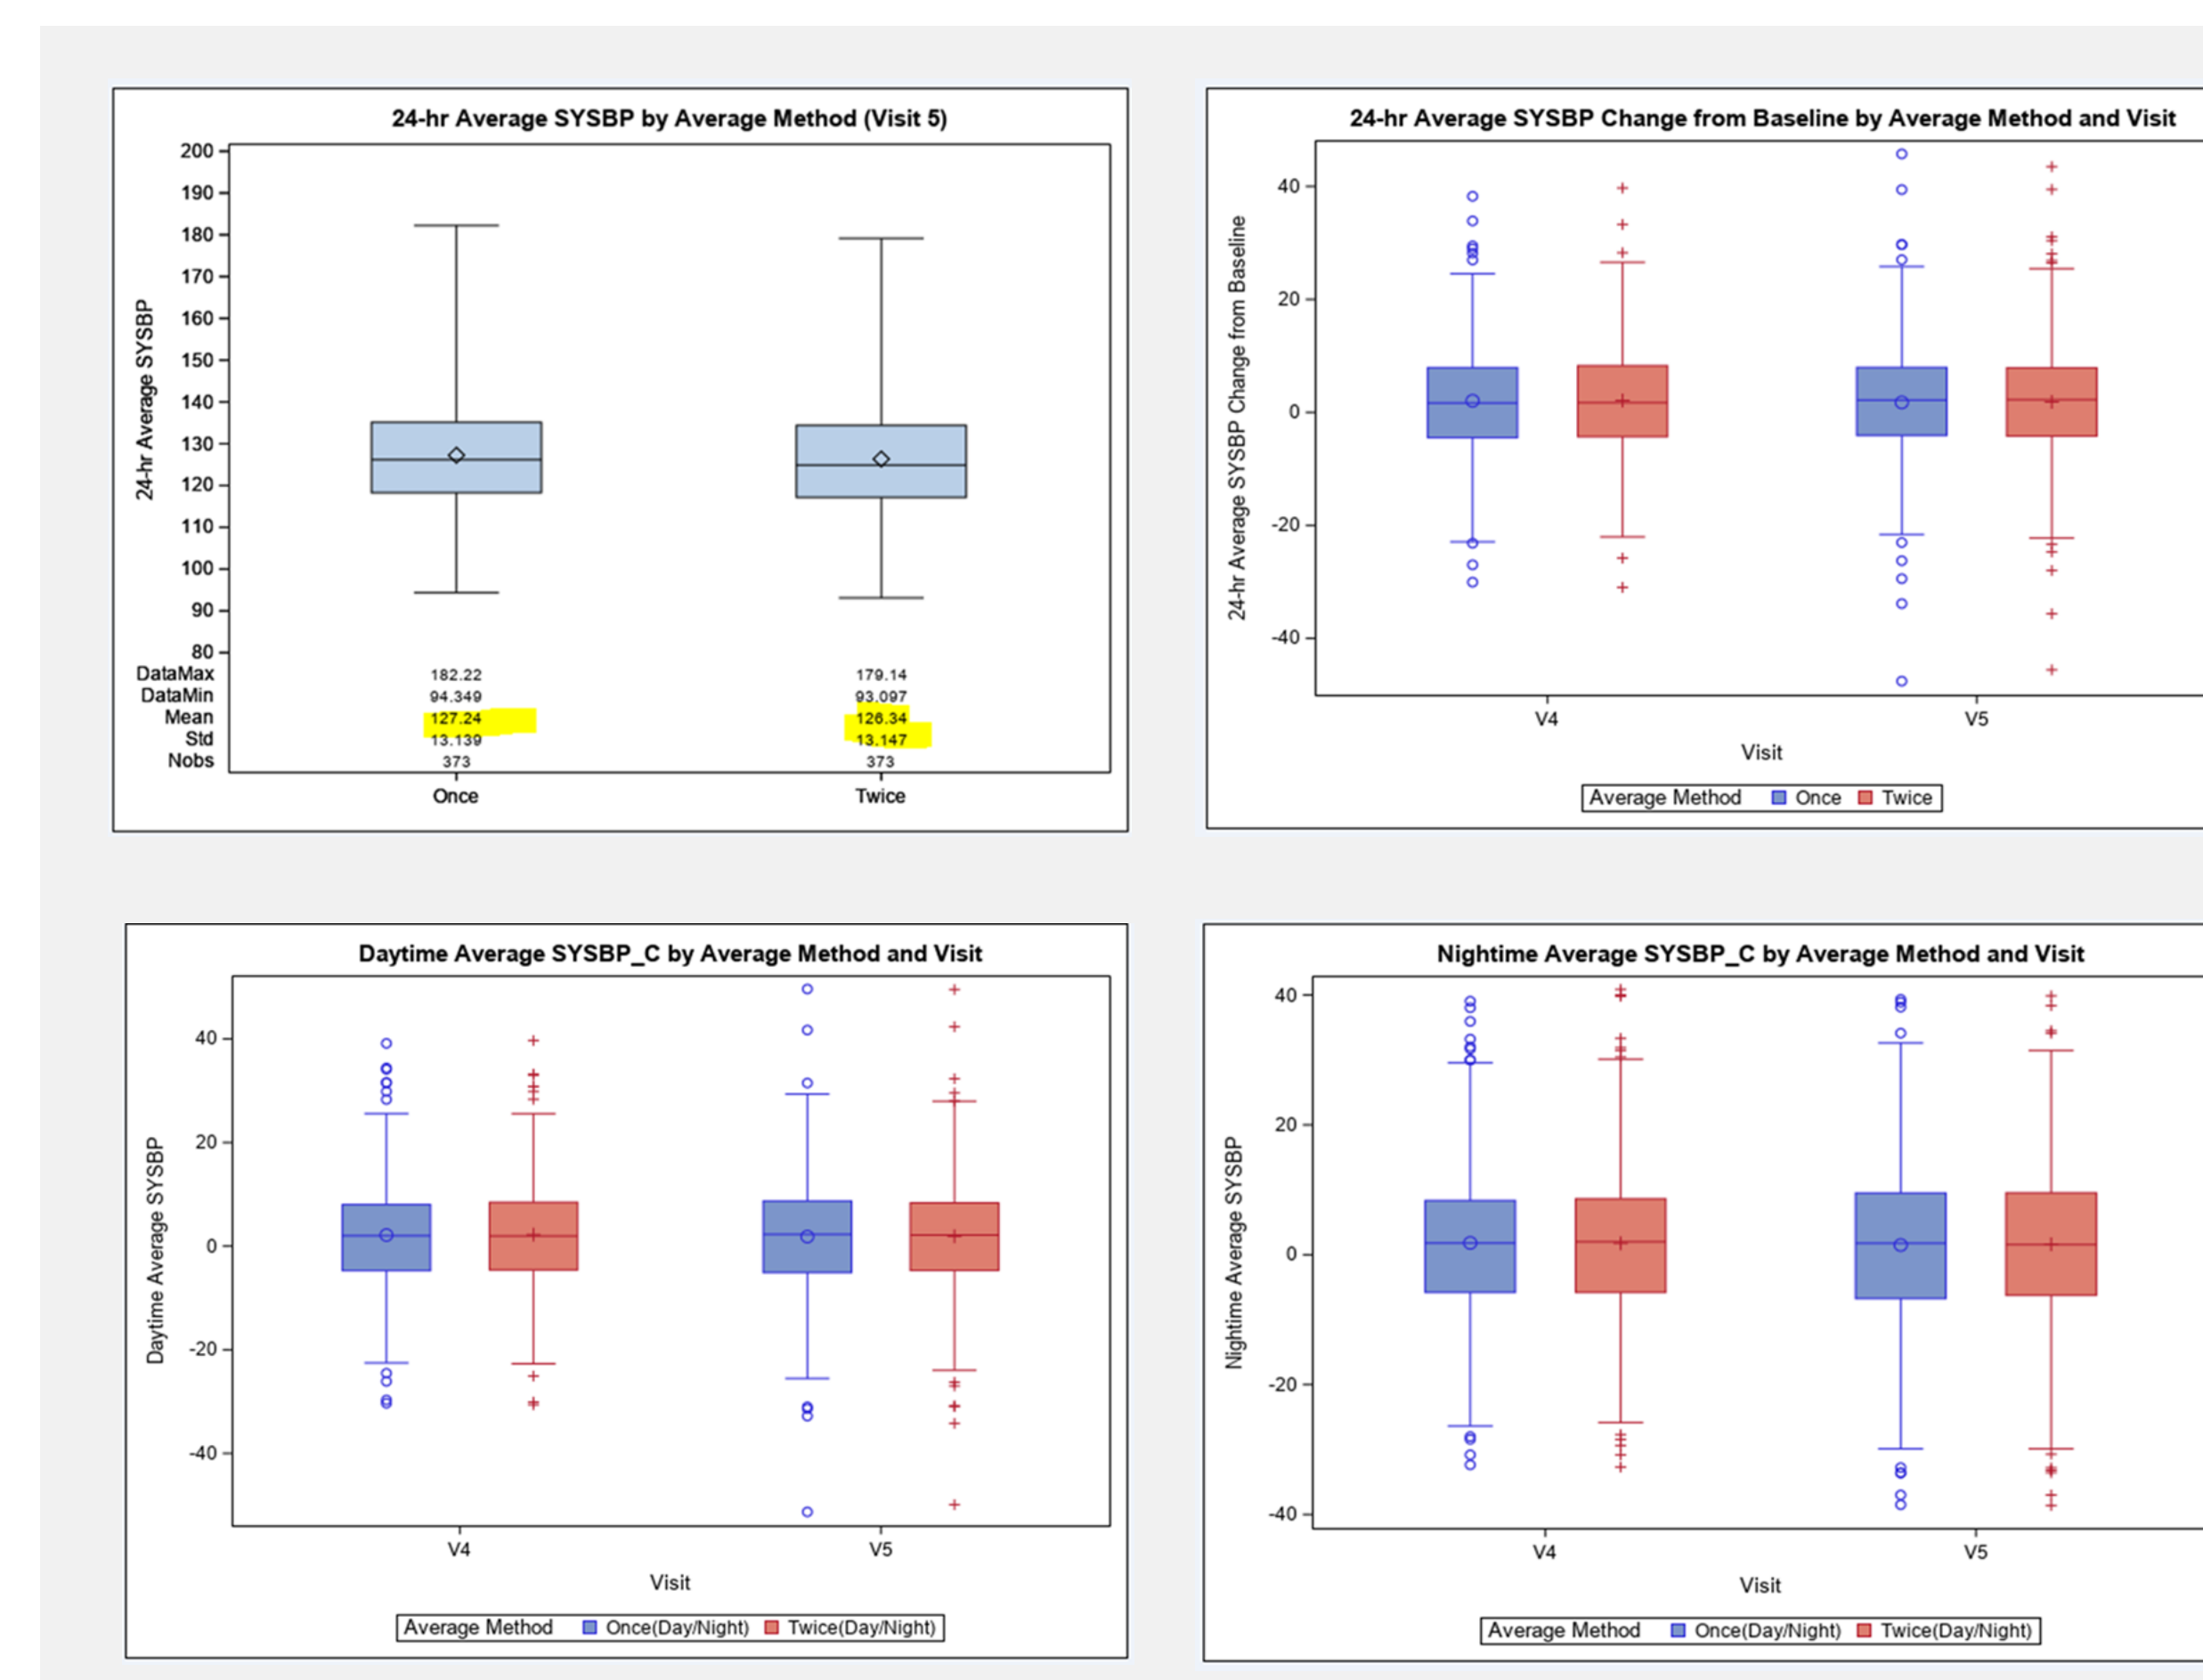 24-hr Average SYSBP by Average Method (Visit 5)
24-hr Average SYSBP
200
190
180
170
160
150
140
130
120
110
100
90
80
DataMax 182.22 179.14
DataMin 94.349 93.097
Mean 127.24 126.34
Std 13.139 13.147
Nobs 373 373
Once Twice
24-hr Average SYSBP Change from Baseline by Average Method and Visit
24-hr Average SYSBP Change from Baseline
40
20
0
-20
-40
V4 V5
Visit
Average Method Once Twice
Daytime Average SYSBP_C by Average Method and Visit
Daytime Average SYSBP
40
20
0
-20
-40
V4 V5
Visit
Average Method Once(Day/Night) Twice(Day/Night)
Nightime Average SYSBP_C by Average Method and Visit
Nightime Average SYSBP
40
20
0
-20
-40
V4 V5
Visit
Average Method Once(Day/Night) Twice(Day/Night)